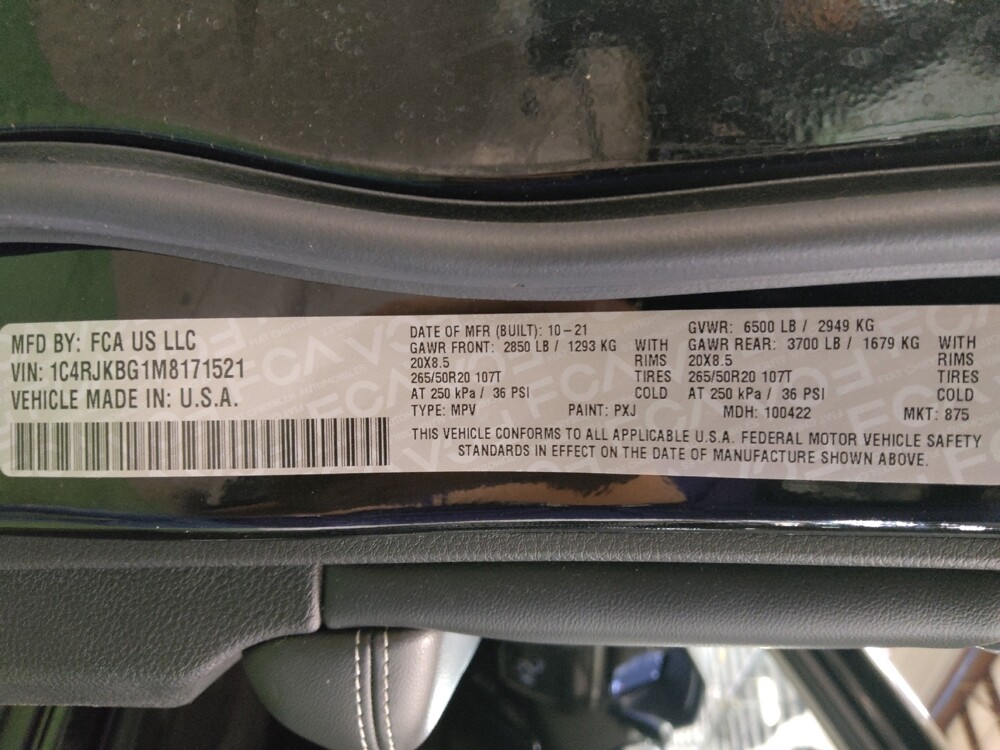 MFD BY: FCA US LLC
VIN: 1C4RJKBG1M8171521
VEHICLE MADE IN: U.S.A.
DATE OF MFR (BUILT): 10-21
GAWR FRONT: 2850 LB / 1293 KG WITH
20X8.5 RIMS
265/50R20 107T TIRES
AT 250 kPa / 36 PSI COLD
GVWR: 6500 LB / 2949 KG
GAWR REAR: 3700 LB / 1679 KG WITH
20X8.5 RIMS
265/50R20 107T TIRES
AT 250 kPa / 36 PSI COLD
TYPE: MPV PAINT: PXJ MDH: 100422 MKT: 875
THIS VEHICLE CONFORMS TO ALL APPLICABLE U.S.A. FEDERAL MOTOR VEHICLE SAFETY
STANDARDS IN EFFECT ON THE DATE OF MANUFACTURE SHOWN ABOVE.